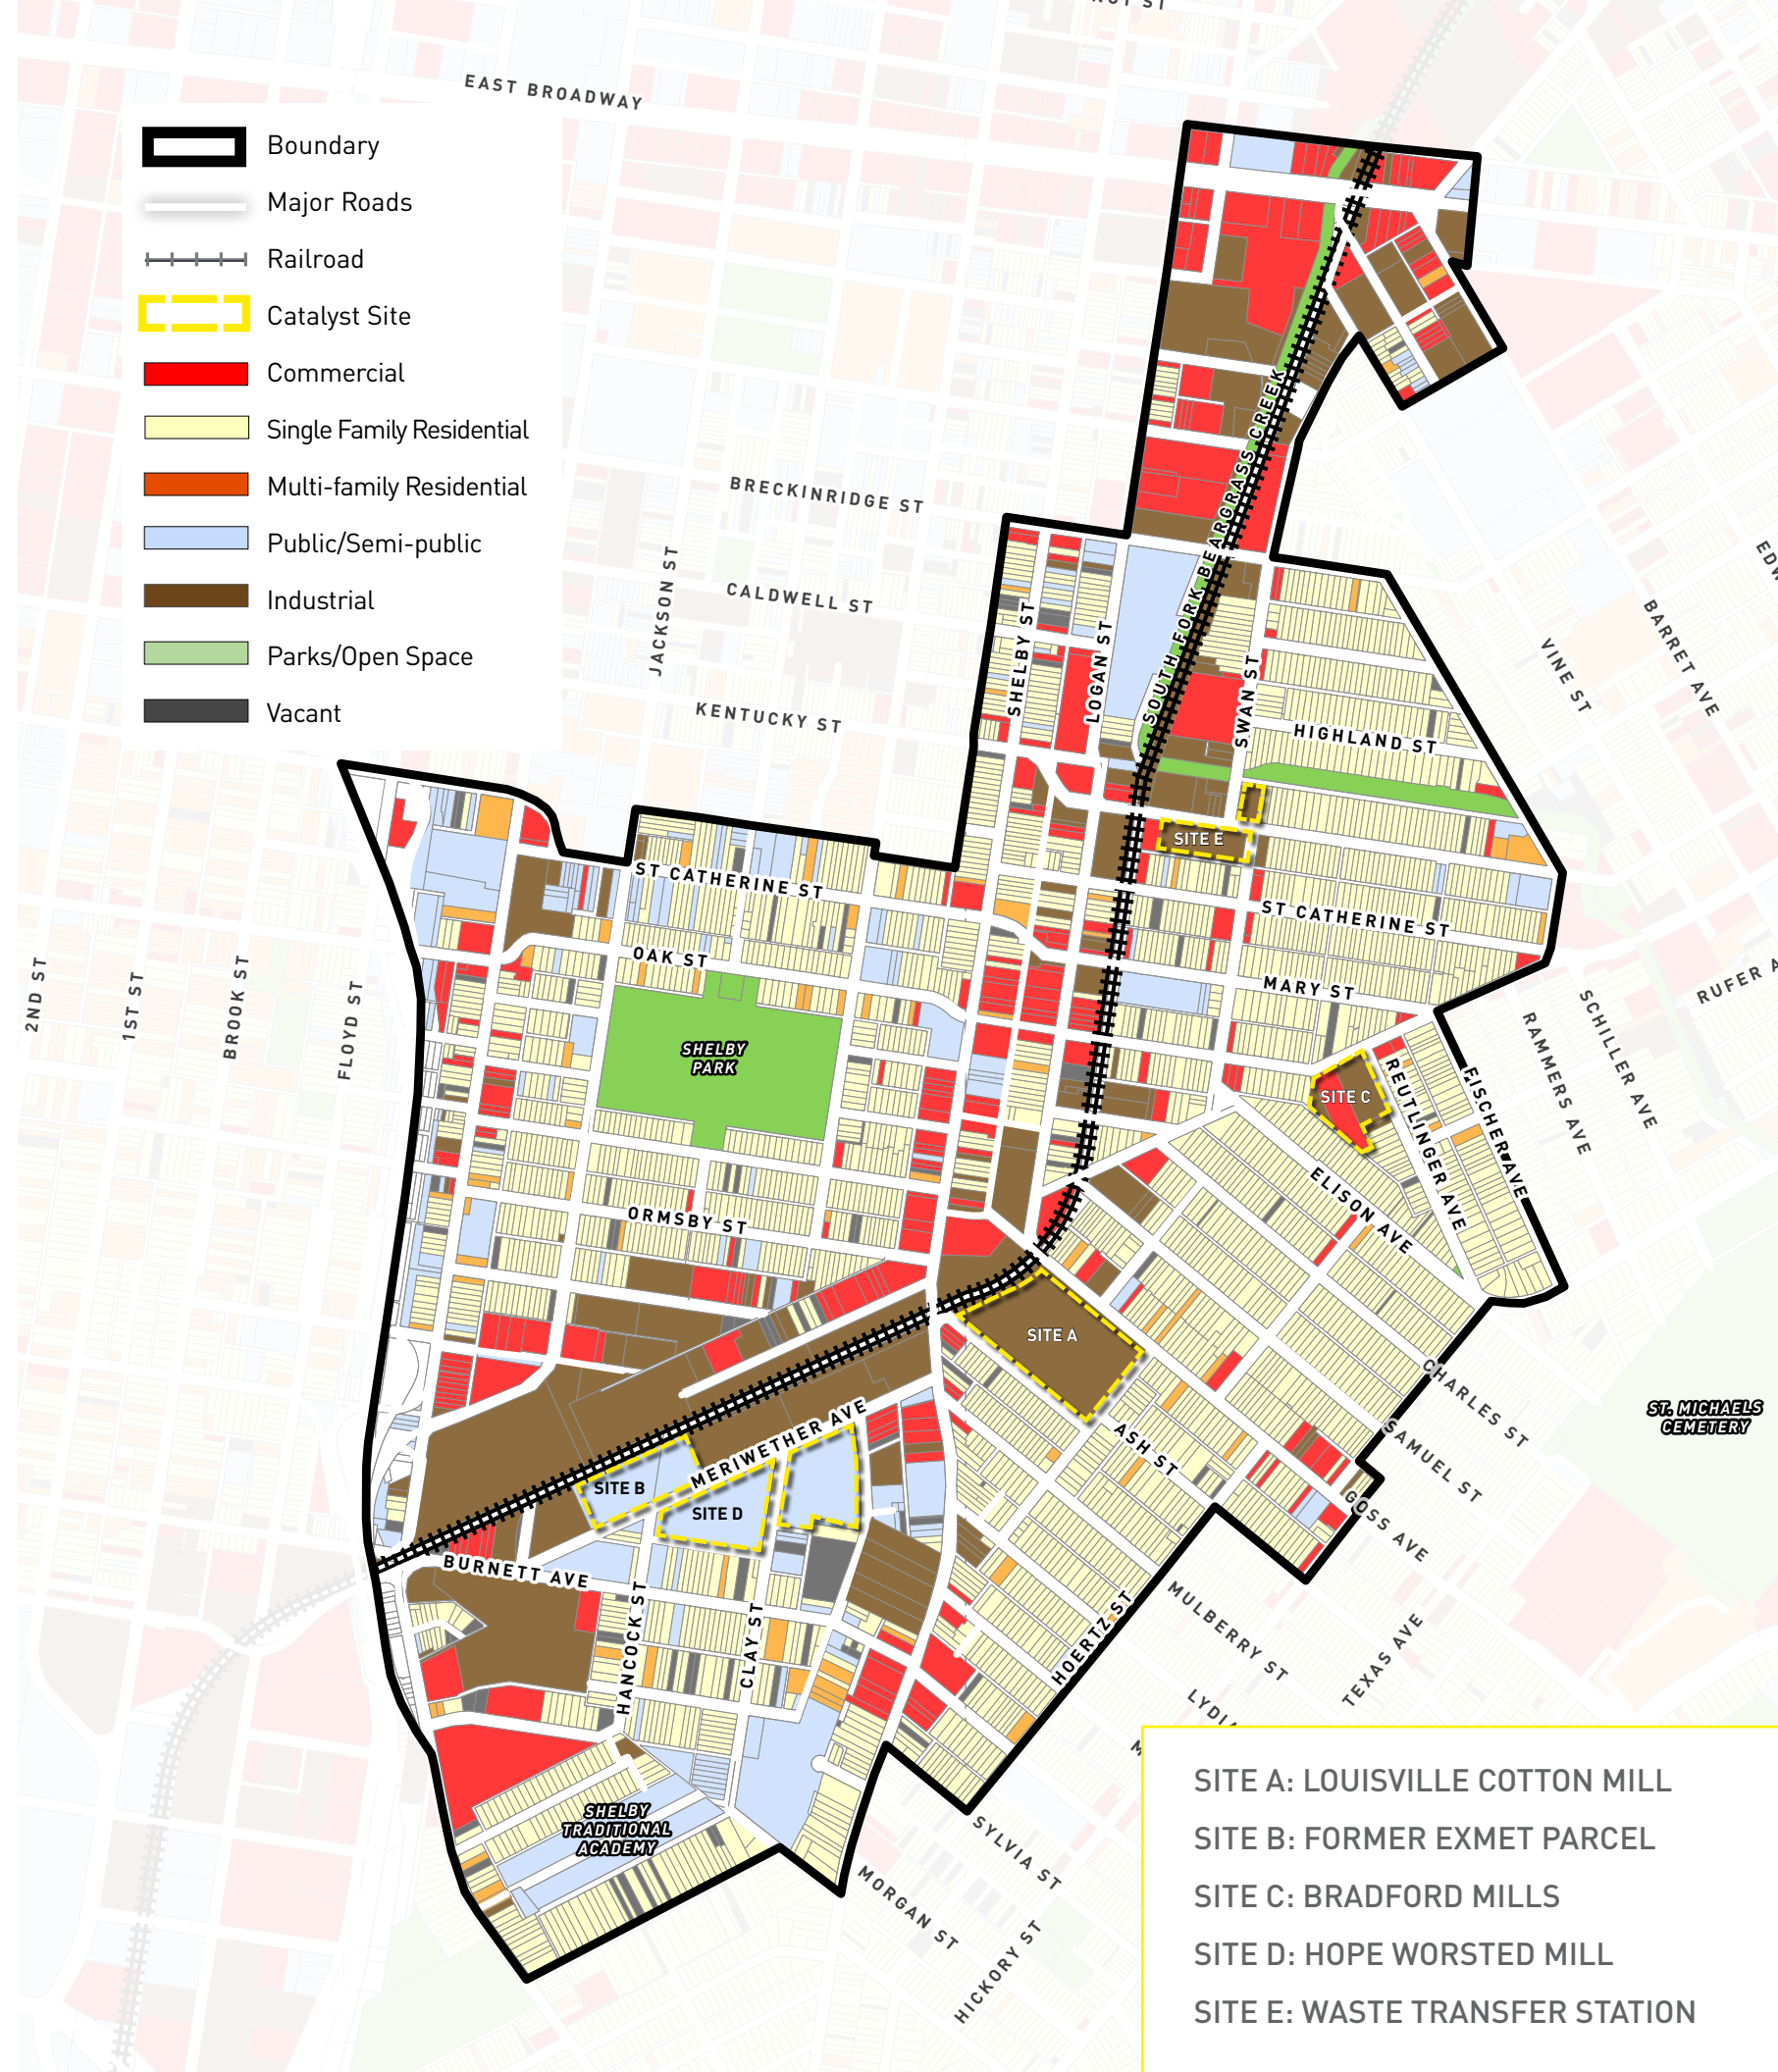 EAST BROADWAY
Boundary
Major Roads
Railroad
Catalyst Site
Commercial
Single Family Residential
Multi-family Residential
Public/Semi-public
Industrial
Parks/Open Space
Vacant
BRECKINRIDGE ST
CALDWELL ST
JACKSON ST
KENTUCKY ST
SHELBY ST
LOGAN ST
SOUTH FORK BEARGRASS CREEK
SWAN ST
HIGHLAND ST
VINE ST
BARRET AVE
SITE E
ST CATHERINE ST
ST CATHERINE ST
OAK ST
MARY ST
2ND ST
1ST ST
BROOK ST
FLOYD ST
SHELBY
PARK
SITE C
REUTLINGER AVE
FISCHER AVE
RAMMERS AVE
SCHILLER AVE
ELISON AVE
ORMSBY ST
SITE A
CHARLES ST
SAMUEL ST
GOSS AVE
ST. MICHAELS
CEMETERY
ASH ST
MERIWETHER AVE
SITE B
SITE D
BURNETT AVE
HANCOCK ST
CLAY ST
HOERTZ ST
MULBERRY ST
TEXAS AVE
SHELBY
TRADITIONAL
ACADEMY
SYLVIA ST
MORGAN ST
HICKORY ST
SITE A: LOUISVILLE COTTON MILL
SITE B: FORMER EXMET PARCEL
SITE C: BRADFORD MILLS
SITE D: HOPE WORSTED MILL
SITE E: WASTE TRANSFER STATION